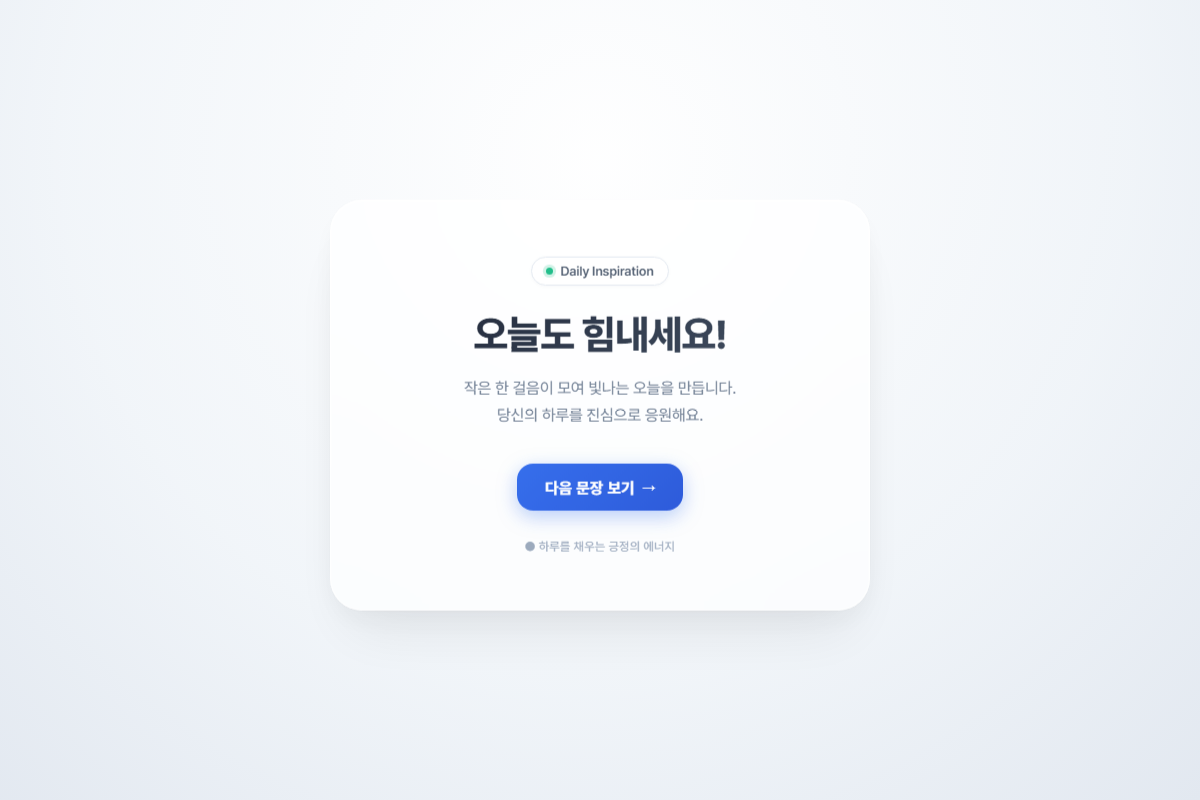 Daily Inspiration
오늘도 힘내세요!
작은 한 걸음이 모여 빛나는 오늘을 만듭니다.
당신의 하루를 진심으로 응원해요.
다음 문장 보기 →
하루를 채우는 긍정의 에너지